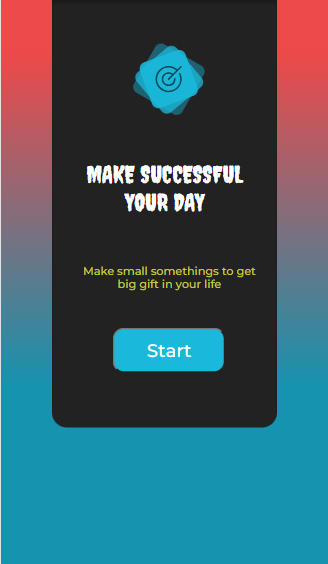 MAKE SUCCESSFUL
YOUR DAY
Make small somethings to get
big gift in your life
Start